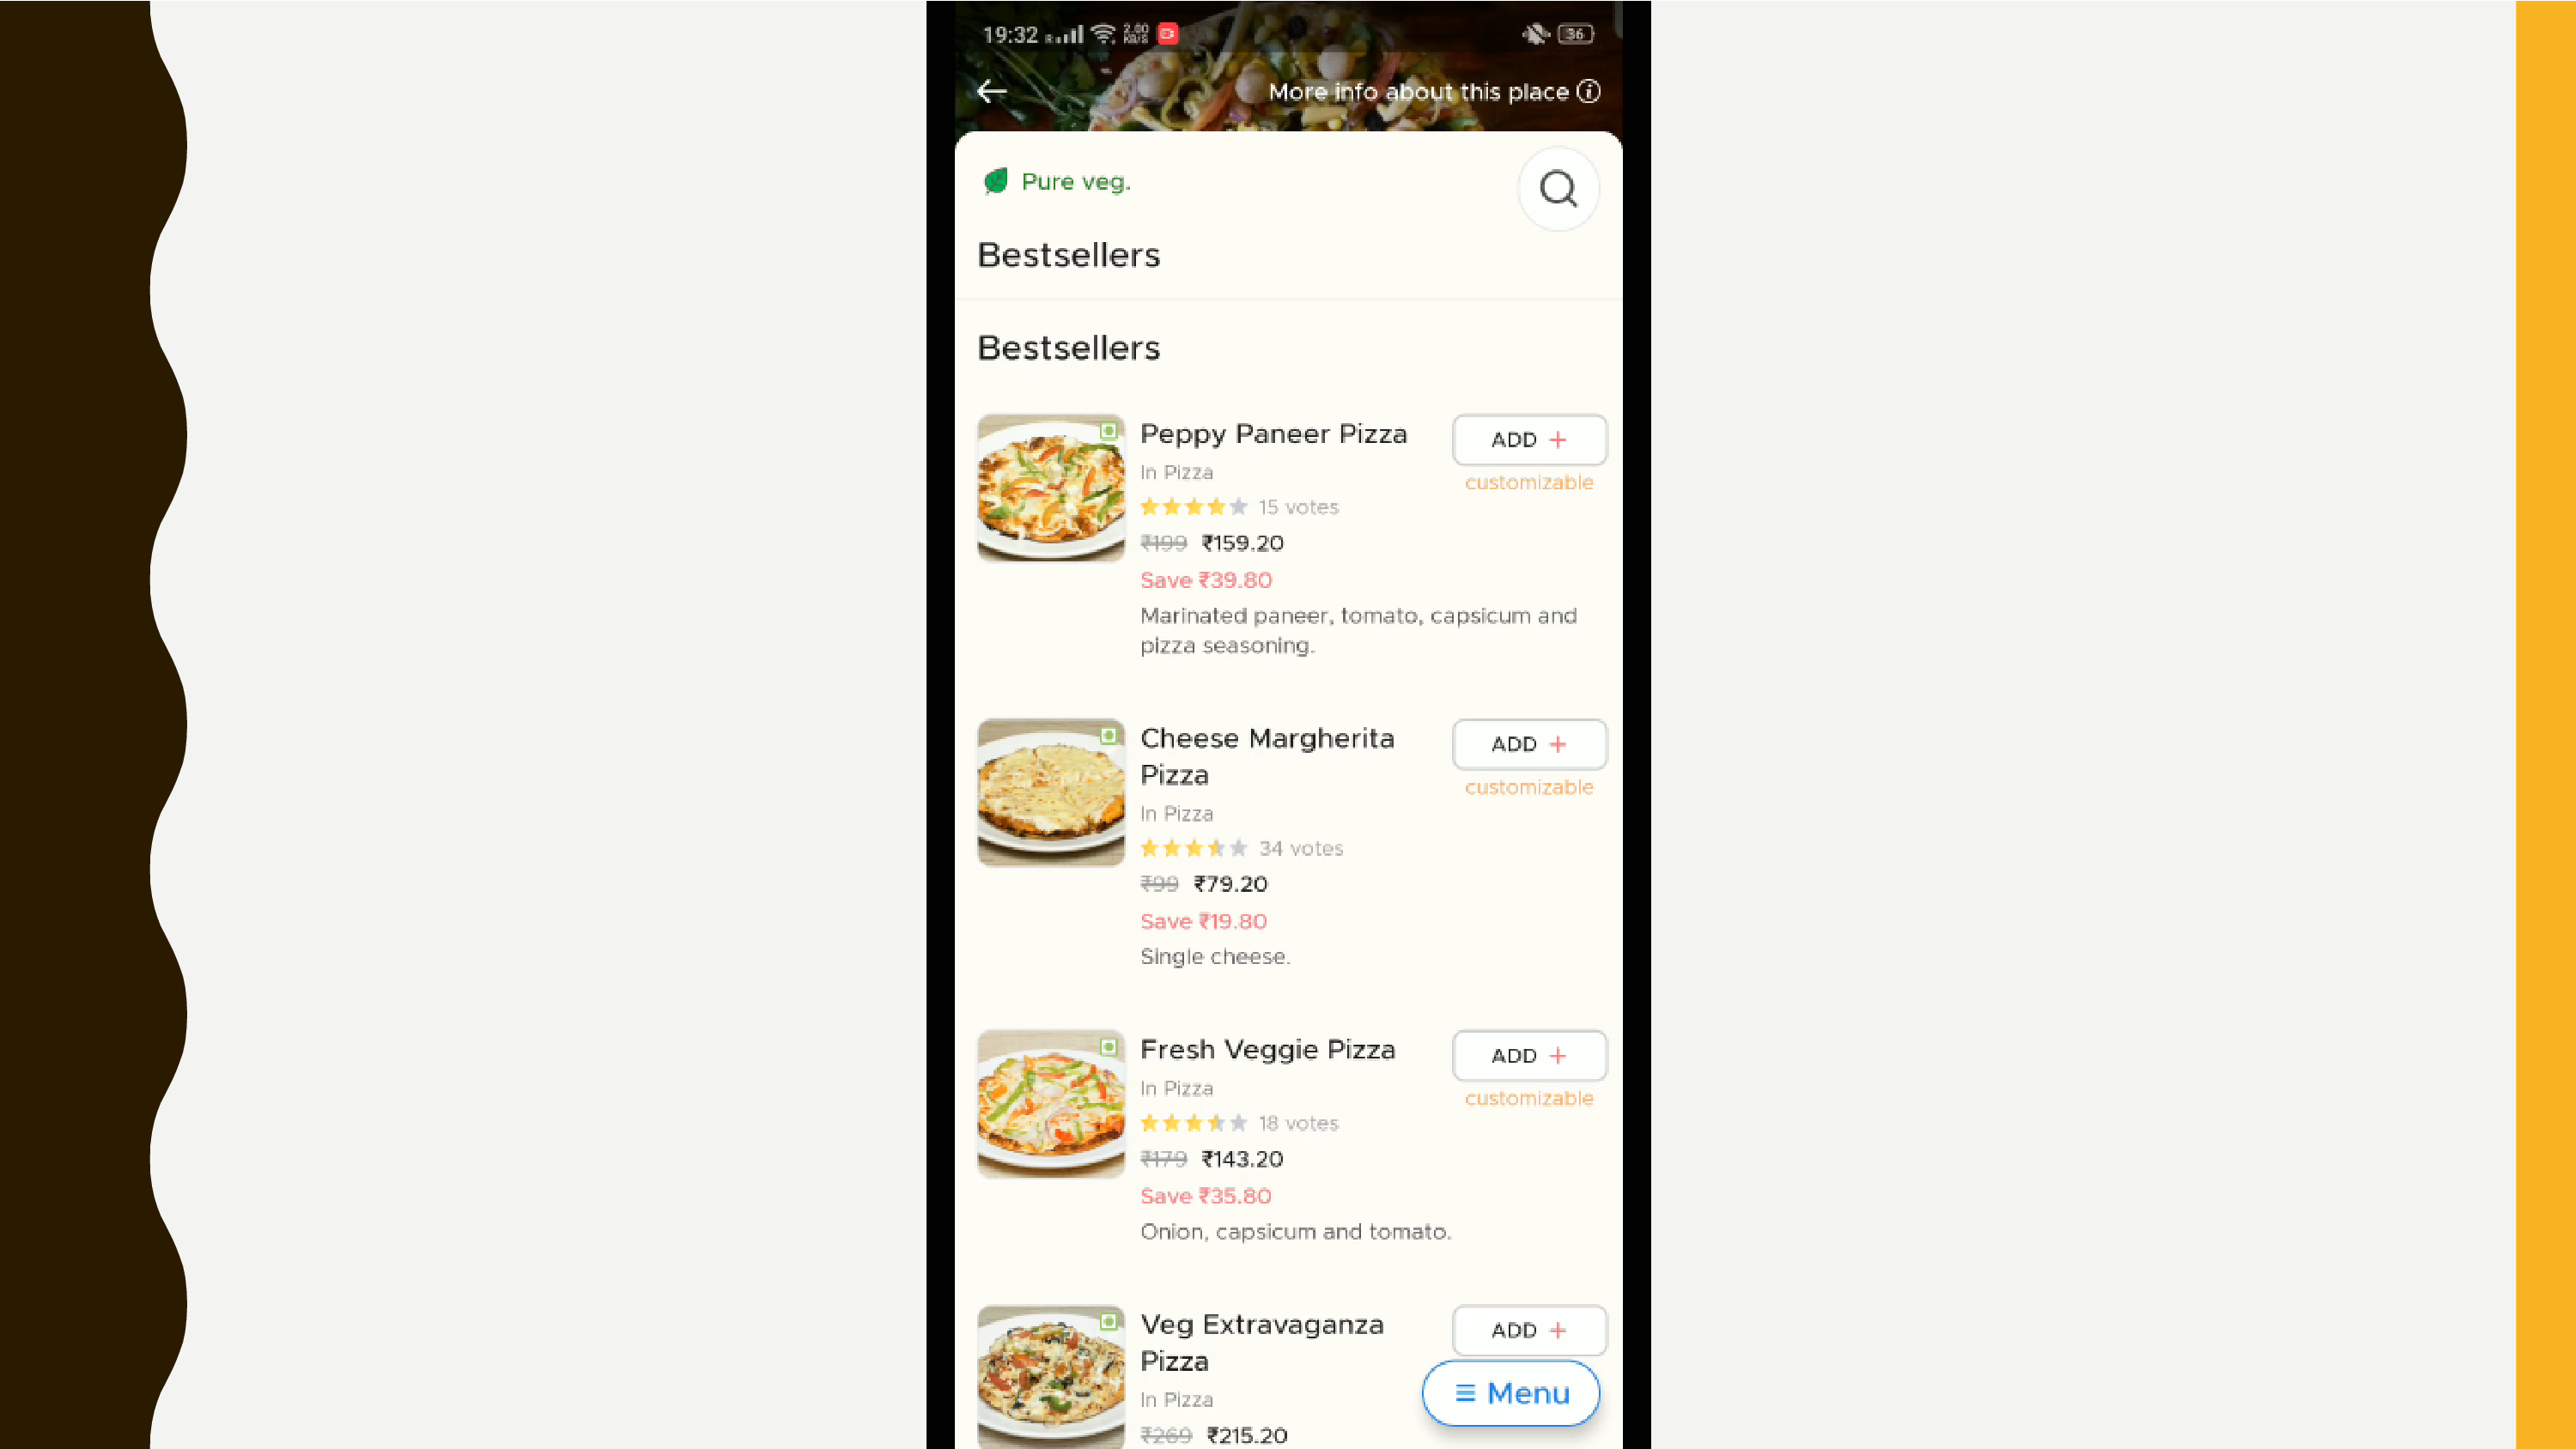 19:32 2.00 KB/S 36
More info about this place
Pure veg.
Bestsellers
Bestsellers
Peppy Paneer Pizza
ADD +
In Pizza
customizable
15 votes
₹199 ₹159.20
Save ₹39.80
Marinated paneer, tomato, capsicum and
pizza seasoning.
Cheese Margherita
Pizza
ADD +
customizable
In Pizza
34 votes
₹99 ₹79.20
Save ₹19.80
Single cheese.
Fresh Veggie Pizza
ADD +
In Pizza
customizable
18 votes
₹179 ₹143.20
Save ₹35.80
Onion, capsicum and tomato.
Veg Extravaganza
Pizza
ADD +
In Pizza
Menu
₹269 ₹215.20